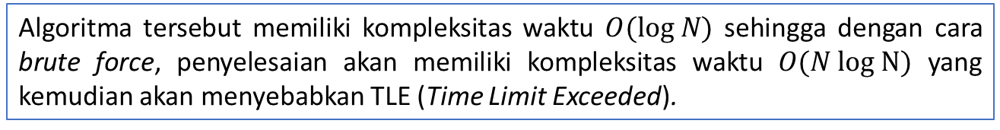 Algoritma tersebut memiliki kompleksitas waktu O(log N) sehingga dengan cara
brute force, penyelesaian akan memiliki kompleksitas waktu O(N log N) yang
kemudian akan menyebabkan TLE (Time Limit Exceeded).